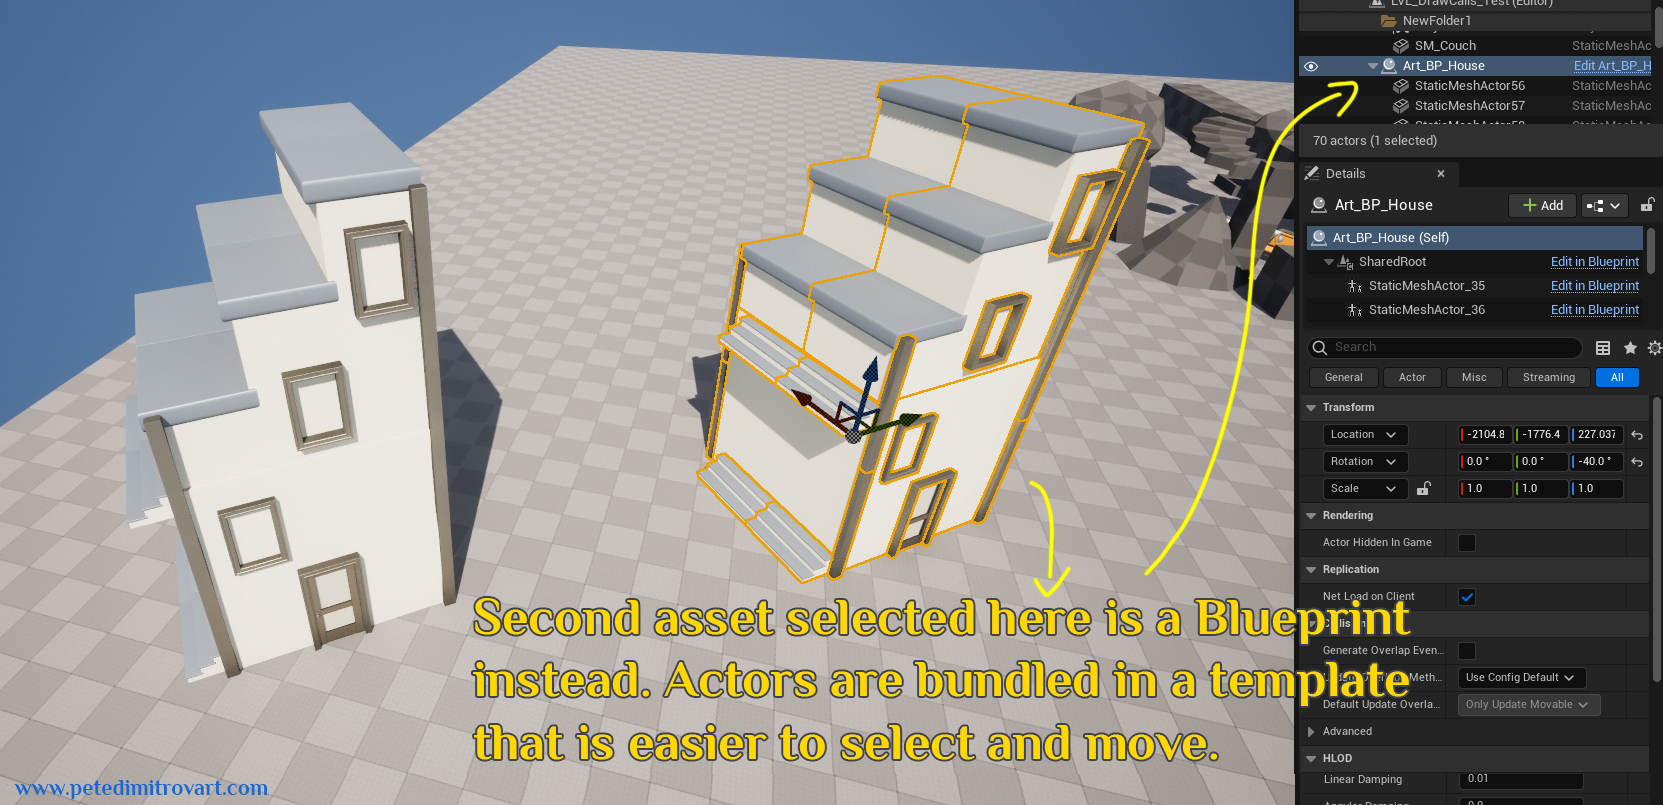 LVL_DrawCalls_Test (Editor)
NewFolder1
SM_Couch StaticMeshAc
Art_BP_House Edit Art_BP_H
StaticMeshActor56 StaticMeshAc
StaticMeshActor57 StaticMeshAc
70 actors (1 selected)
Details
Art_BP_House Add
Art_BP_House (Self)
SharedRoot Edit in Blueprint
StaticMeshActor_35 Edit in Blueprint
StaticMeshActor_36 Edit in Blueprint
Search
General Actor Misc Streaming All
Transform
Location -2104.8 -1776.4 227.037
Rotation 0.0 ° 0.0 ° -40.0 °
Scale 1.0 1.0 1.0
Rendering
Actor Hidden In Game
Replication
Net Load on Client
Second asset selected here is a Blueprint
instead. Actors are bundled in a template
that is easier to select and move.
Generate Overlap Even...
Use Config Default
Default Update Overla... Only Update Movable
Advanced
HLOD
Linear Damping 0.01
www.petedimitrovart.com